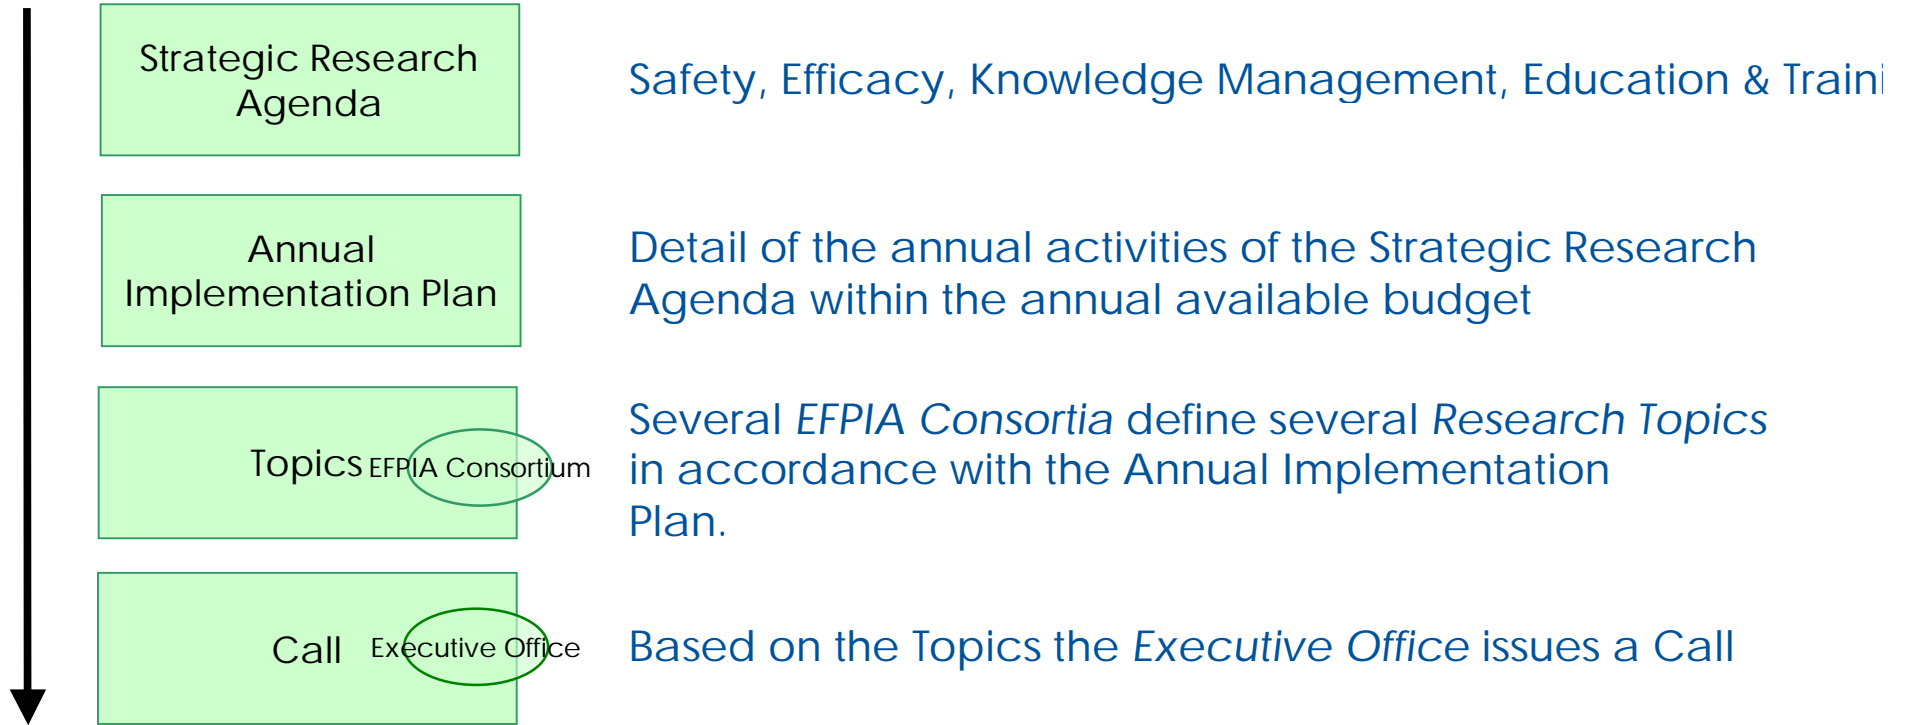 Strategic Research
Agenda
Safety, Efficacy, Knowledge Management, Education & Traini
Annual
Implementation Plan
Detail of the annual activities of the Strategic Research
Agenda within the annual available budget
Topics
EFPIA Consortium
Several EFPIA Consortia define several Research Topics
in accordance with the Annual Implementation
Plan.
Call
Executive Office
Based on the Topics the Executive Office issues a Call